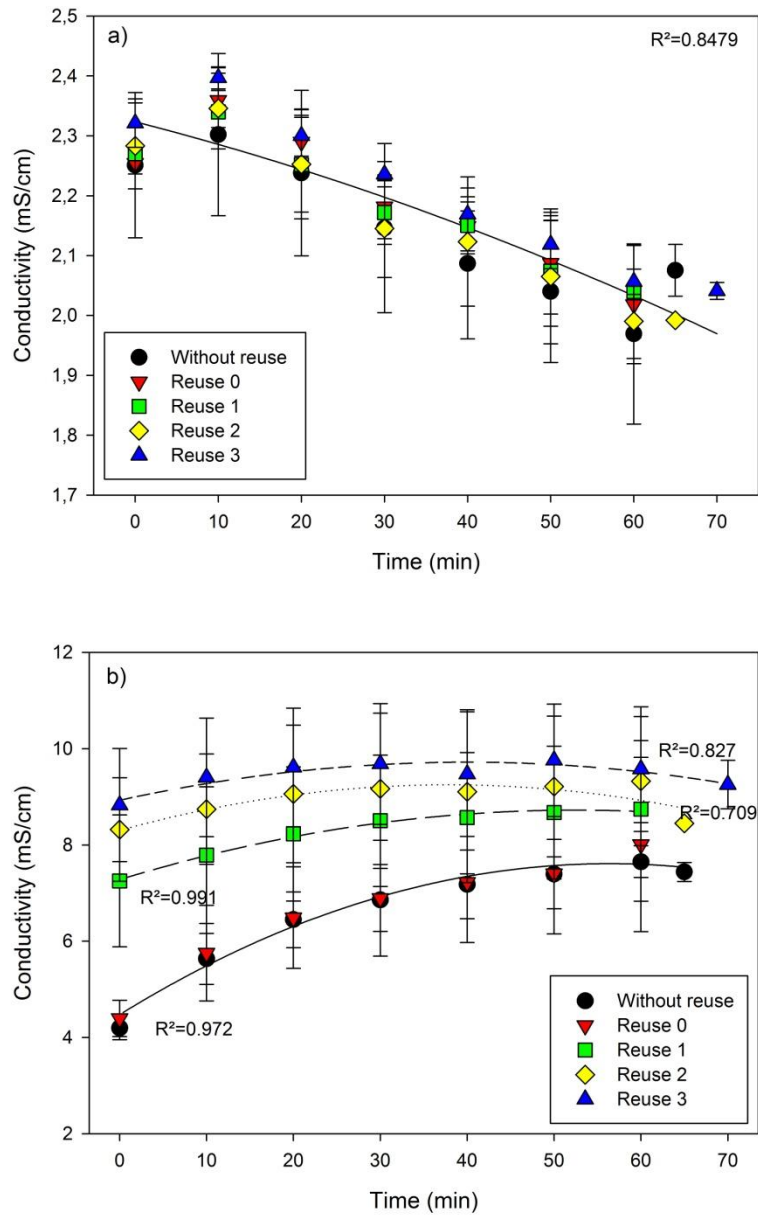 a)
R²=0.8479
2,5
2,4
2,3
2,2
2,1
2,0
1,9
1,8
1,7
Conductivity (mS/cm)
Without reuse
Reuse 0
Reuse 1
Reuse 2
Reuse 3
0 10 20 30 40 50 60 70
Time (min)
b)
12
10
8
6
4
2
Conductivity (mS/cm)
R²=0.827
R²=0.709
R²=0.991
R²=0.972
Without reuse
Reuse 0
Reuse 1
Reuse 2
Reuse 3
0 10 20 30 40 50 60 70
Time (min)